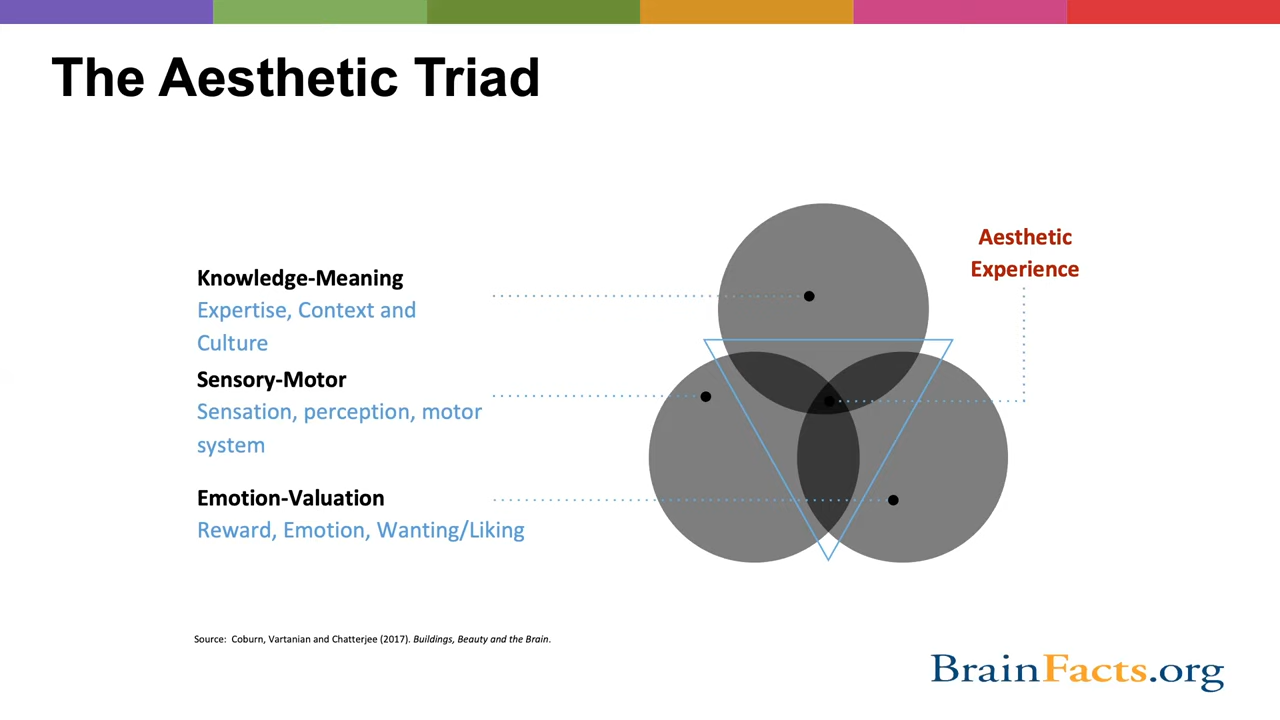 The Aesthetic Triad
Aesthetic
Experience
Knowledge-Meaning
Expertise, Context and
Culture
Sensory-Motor
Sensation, perception, motor
system
Emotion-Valuation
Reward, Emotion, Wanting/Liking
Source: Coburn, Vartanian and Chatterjee (2017). Buildings, Beauty and the Brain.
BrainFacts.org